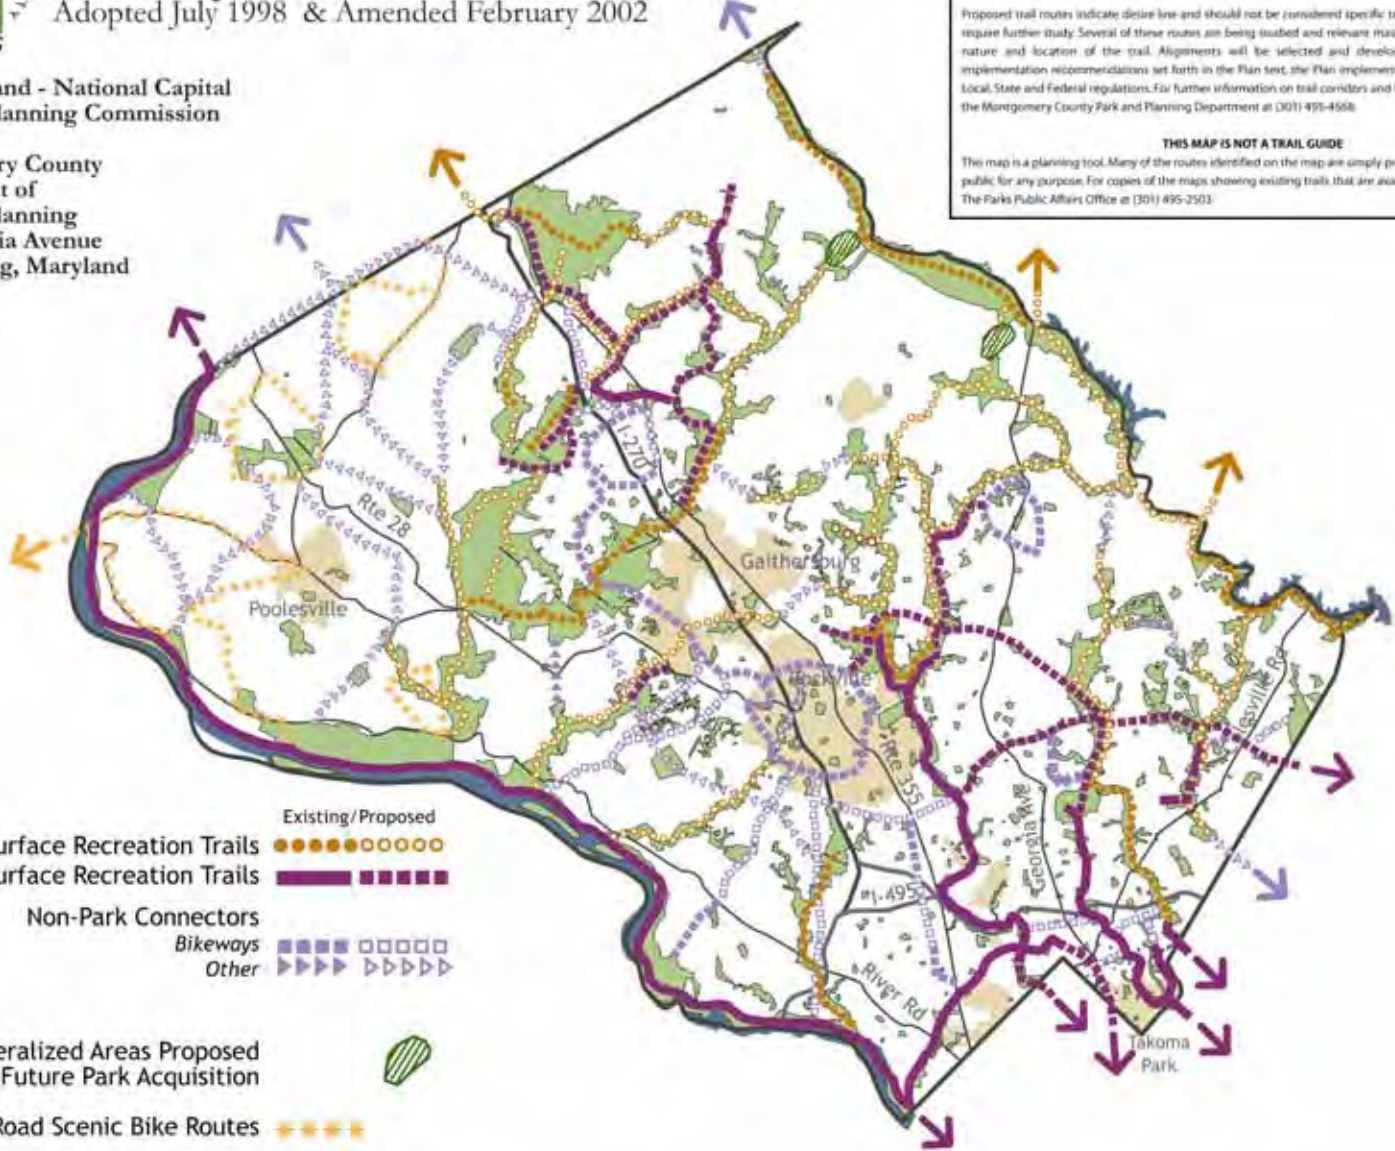 Adopted July 1998 & Amended February 2002
and - National Capital
lanning Commission
ry County
t of
lanning
ia Avenue
g, Maryland
Proposed trail routes indicate desire line and should not be considered specific
require further study. Several of these routes are being studied and relevant
nature and location of the trail. Alignments will be selected and
implementation recommendations set forth in the Plan text, the Plan
Local, State and Federal regulations. For further information on trail corridors and
the Montgomery County Park and Planning Department at (301) 495-4568
THIS MAP IS NOT A TRAIL GUIDE
This map is a planning tool. Many of the routes identified on the map are simply
public for any purpose. For copies of the maps showing existing trails that are
The Parks Public Affairs Office at (301) 495-2503
I-270
Rte 28
Gaithersburg
Poolesville
Rockville
Rte 355
lesville Rd
Georgia Ave
I-495
River Rd
Takoma
Park
Existing/Proposed
urface Recreation Trails
urface Recreation Trails
Non-Park Connectors
Bikeways
Other
eralized Areas Proposed
Future Park Acquisition
Road Scenic Bike Routes